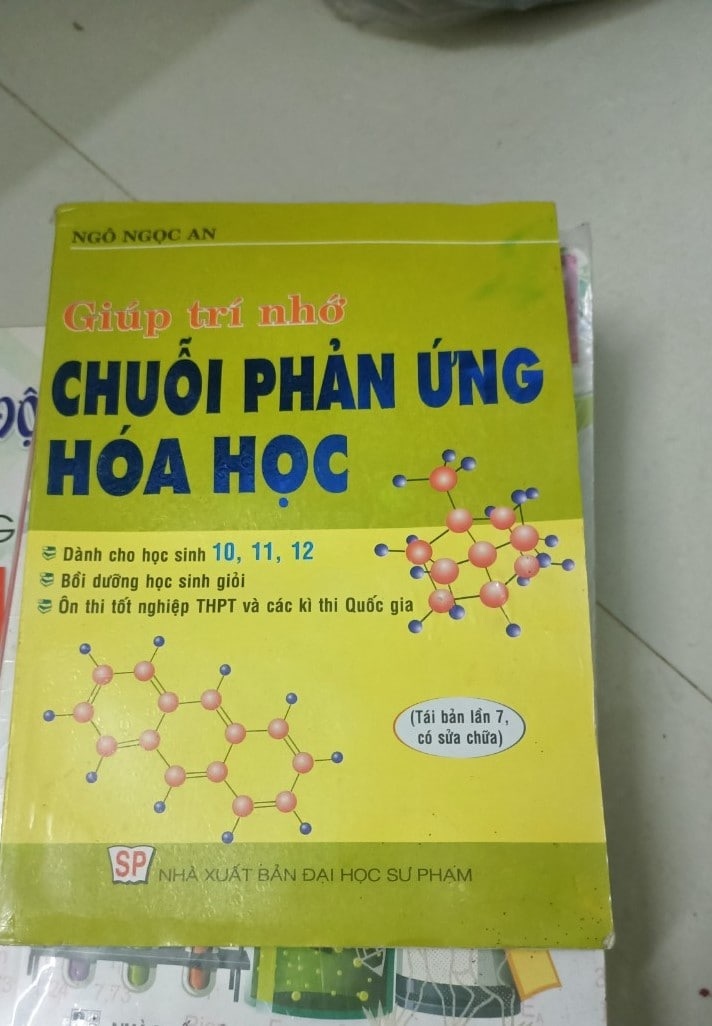 NGÔ NGỌC AN
Giúp trí nhớ
CHUỖI PHẢN ỨNG
HÓA HỌC
Dành cho học sinh 10, 11, 12
Bồi dưỡng học sinh giỏi
Ôn thi tốt nghiệp THPT và các kì thi Quốc gia
(Tái bản lần 7,
có sửa chữa)
SP NHÀ XUẤT BẢN ĐẠI HỌC SƯ PHẠM